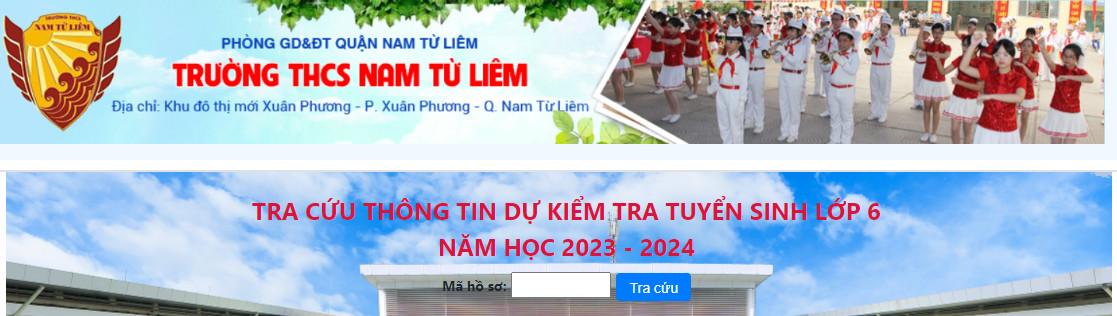 TRƯỜNG THCS
NAM TỪ LIÊM
PHÒNG GD&ĐT QUẬN NAM TỪ LIÊM
TRƯỜNG THCS NAM TỪ LIÊM
Địa chỉ: Khu đô thị mới Xuân Phương - P. Xuân Phương - Q. Nam Từ Liêm
TRA CỨU THÔNG TIN DỰ KIỂM TRA TUYỂN SINH LỚP 6
NĂM HỌC 2023 - 2024
Mã hồ sơ: Tra cứu